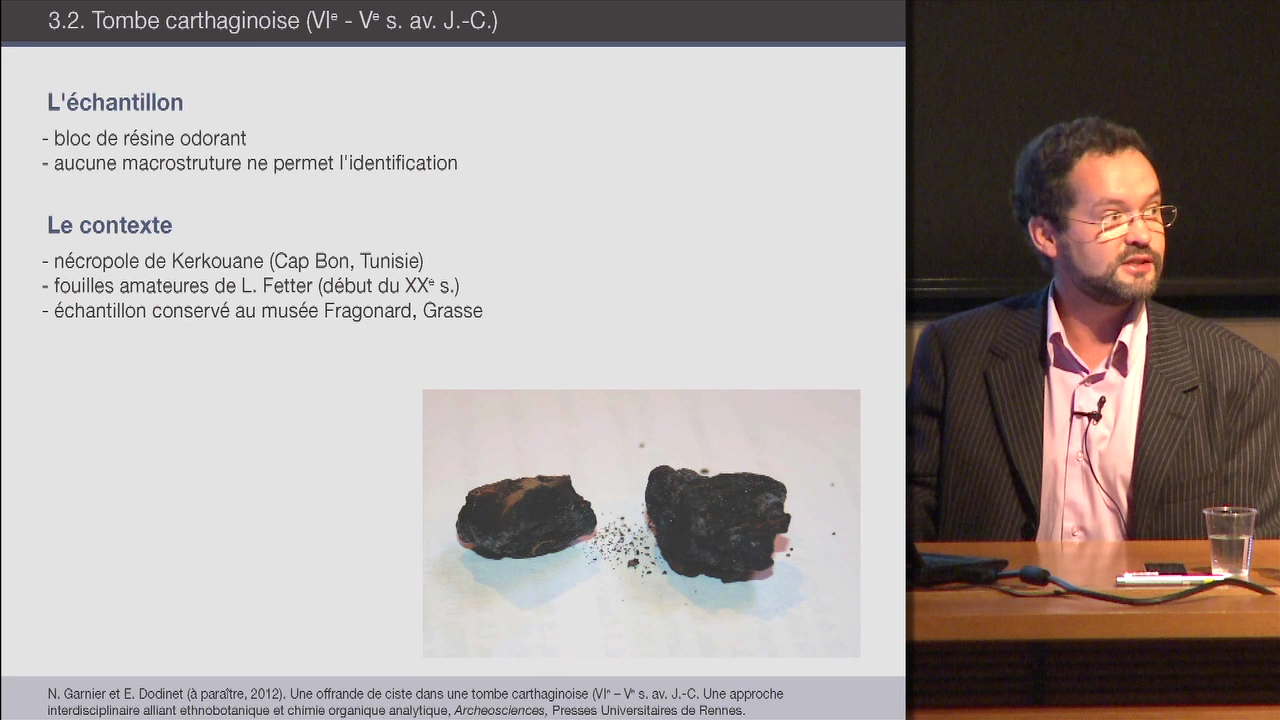 3.2. Tombe carthaginoise (VIe - Ve s. av. J.-C.)
L'échantillon
- bloc de résine odorant
- aucune macrostruture ne permet l'identification
Le contexte
- nécropole de Kerkouane (Cap Bon, Tunisie)
- fouilles amateures de L. Fetter (début du XXe s.)
- échantillon conservé au musée Fragonard, Grasse
N. Garnier et E. Dodinet (à paraître, 2012). Une offrande de ciste dans une tombe carthaginoise (VIe – Ve s. av. J.-C. Une approche
interdisciplinaire alliant ethnobotanique et chimie organique analytique, Archeosciences, Presses Universitaires de Rennes.